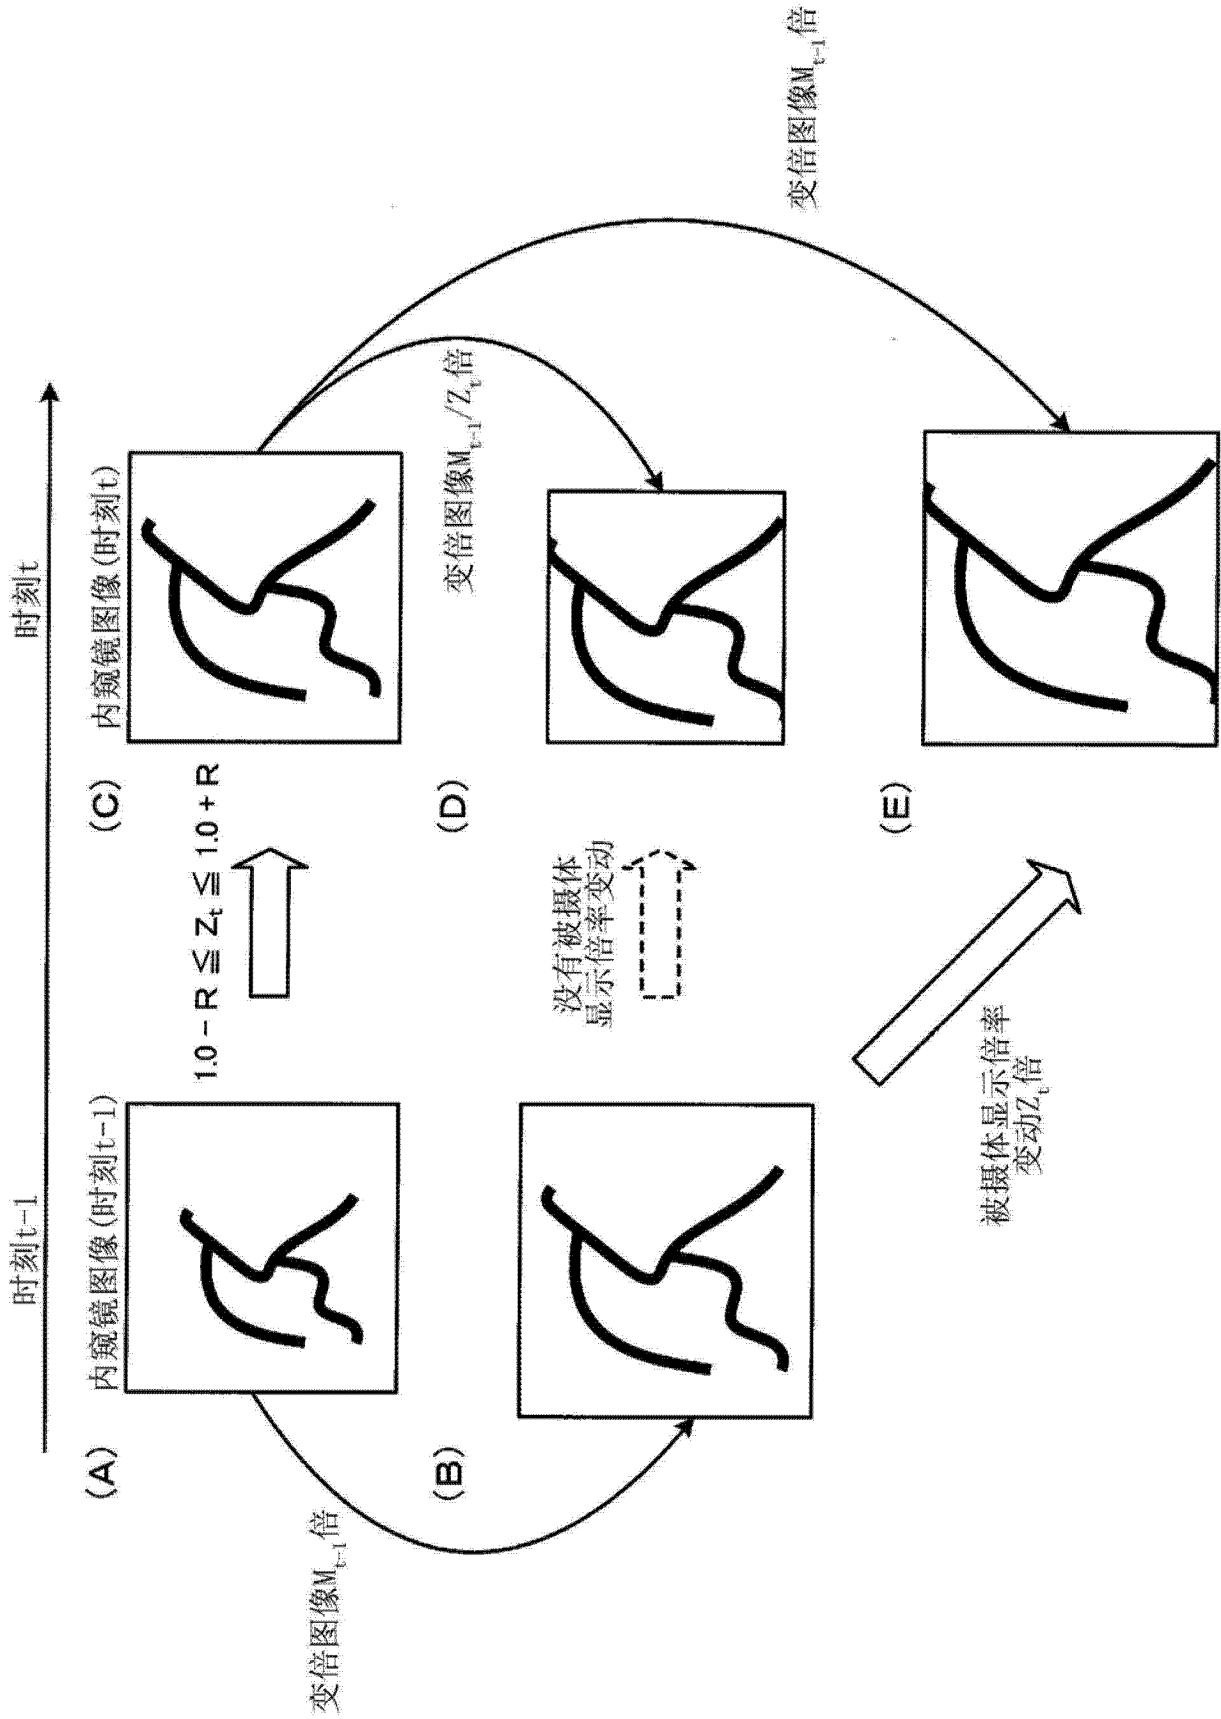 时刻t-1
时刻t
(A)
内窥镜图像(时刻t-1)
(C)
内窥镜图像(时刻t)
1.0-R≦Zt≦1.0+R
变倍图像Mt-1倍
(B)
没有被摄体
显示倍率变动
(D)
变倍图像Mt-1/Zt倍
变倍图像Mt-1倍
被摄体显示倍率
变动Zt倍
(E)